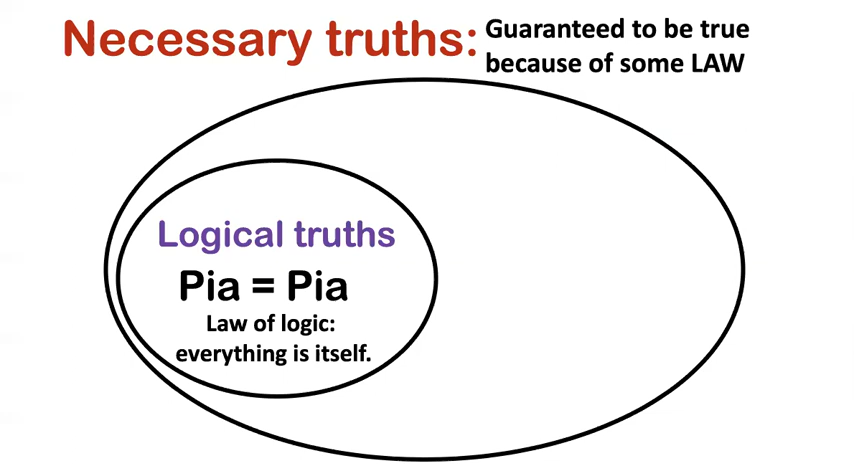 Necessary truths:
Guaranteed to be true
because of some LAW
Logical truths
Pia = Pia
Law of logic:
everything is itself.